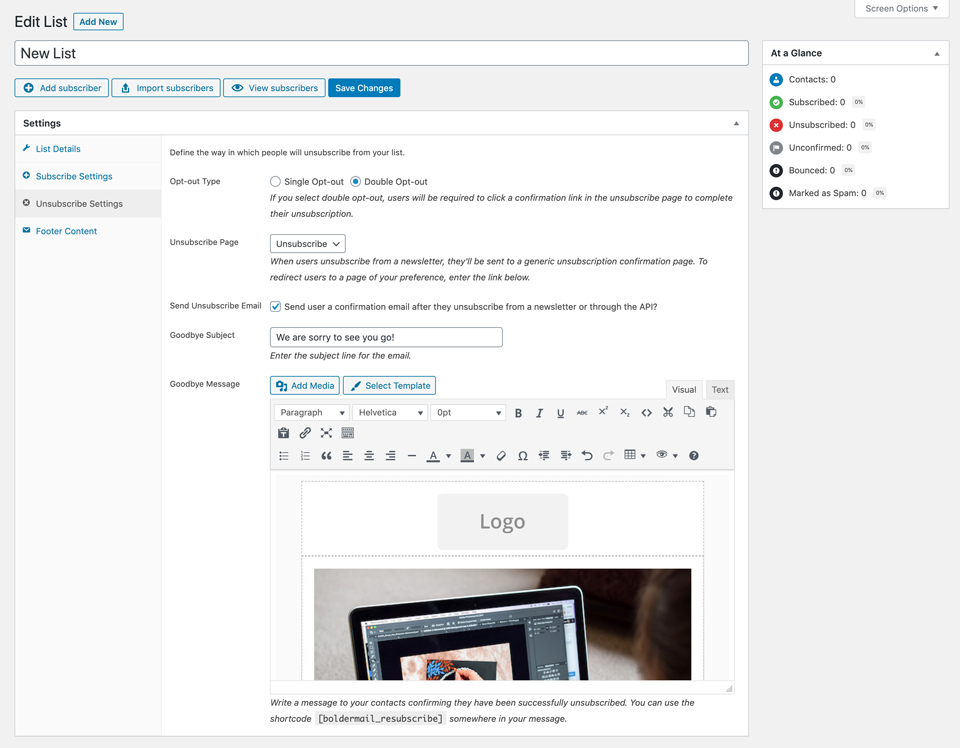 Screen Options
Edit List Add New
New List
Add subscriber Import subscribers View subscribers Save Changes
Settings
List Details
Subscribe Settings
Unsubscribe Settings
Footer Content
Define the way in which people will unsubscribe from your list.
Opt-out Type Single Opt-out Double Opt-out
If you select double opt-out, users will be required to click a confirmation link in the unsubscribe page to complete
their unsubscription.
Unsubscribe Page Unsubscribe
When users unsubscribe from a newsletter, they'll be sent to a generic unsubscription confirmation page. To
redirect users to a page of your preference, enter the link below.
Send Unsubscribe Email Send user a confirmation email after they unsubscribe from a newsletter or through the API?
Goodbye Subject We are sorry to see you go!
Enter the subject line for the email.
Goodbye Message Add Media Select Template
Visual Text
Paragraph Helvetica 0pt B I U ABC X² X₂
A A Ω
Logo
Write a message to your contacts confirming they have been successfully unsubscribed. You can use the
shortcode [boldermail_resubscribe] somewhere in your message.
At a Glance
Contacts: 0
Subscribed: 0 0%
Unsubscribed: 0 0%
Unconfirmed: 0 0%
Bounced: 0 0%
Marked as Spam: 0 0%